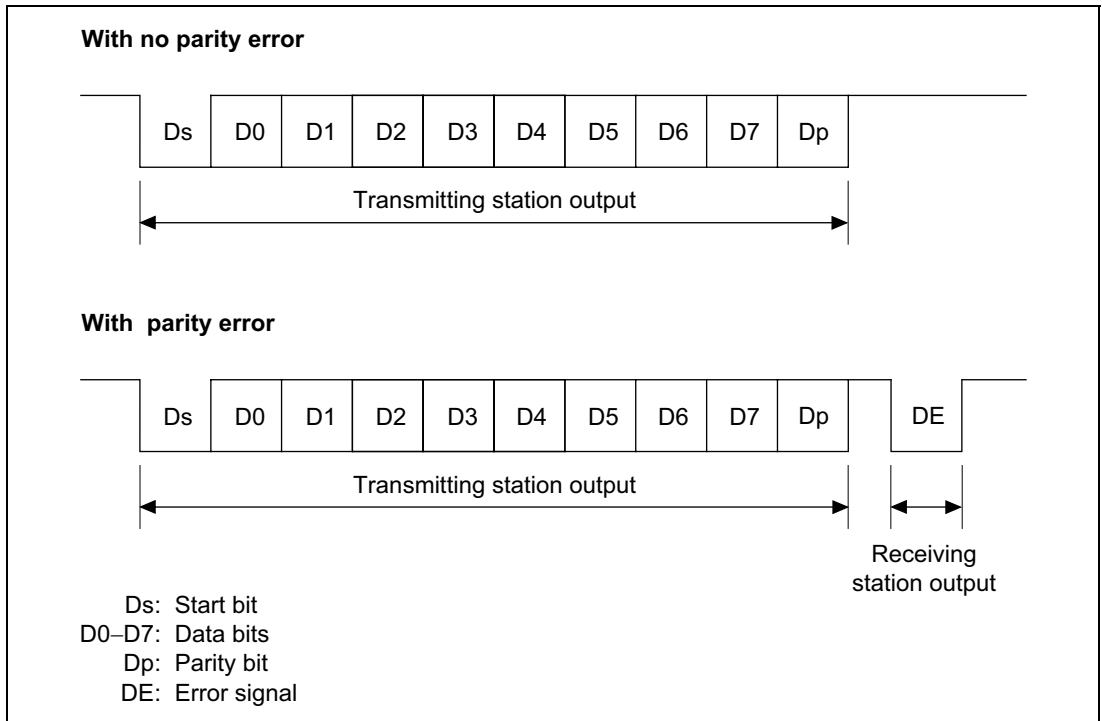 With no parity error
Ds D0 D1 D2 D3 D4 D5 D6 D7 Dp
Transmitting station output
With parity error
Ds D0 D1 D2 D3 D4 D5 D6 D7 Dp DE
Transmitting station output
Receiving
station output
Ds: Start bit
D0–D7: Data bits
Dp: Parity bit
DE: Error signal